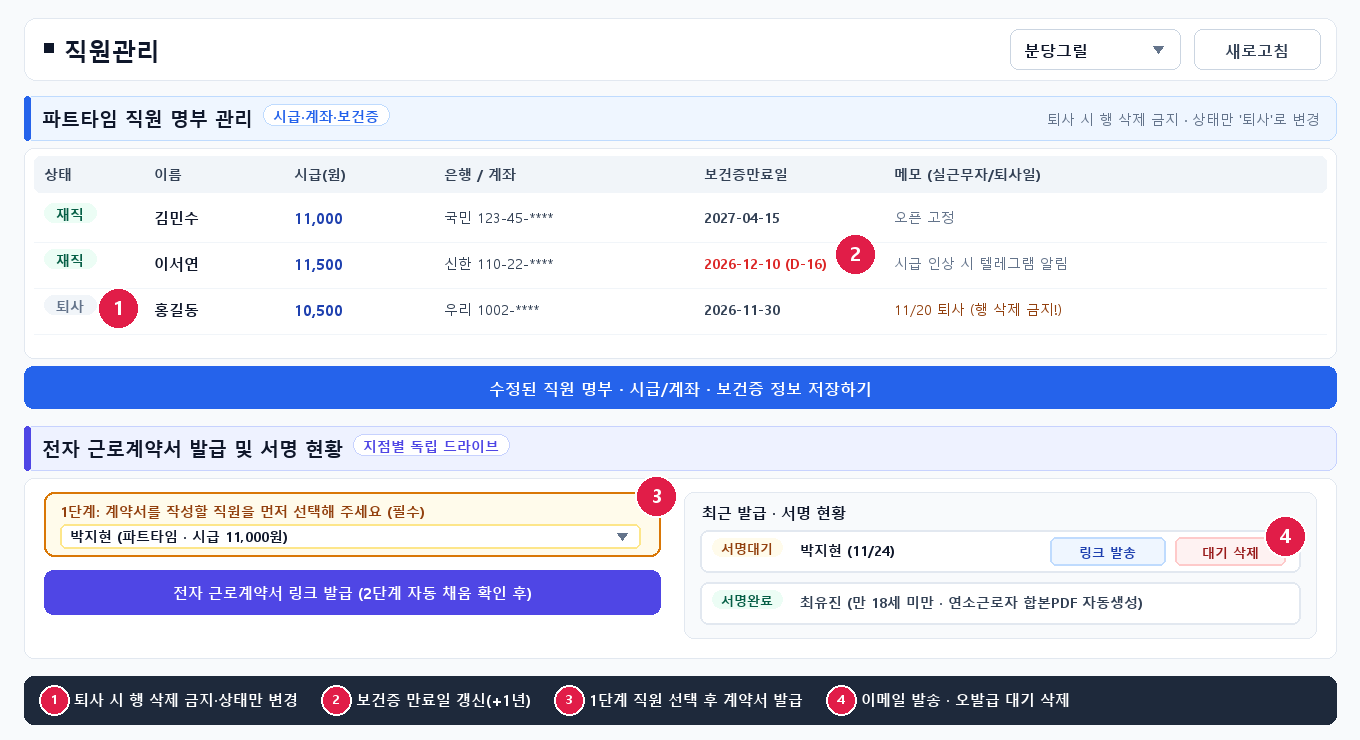 직원관리
분당그릴 ▼ 새로고침
파트타임 직원 명부 관리 시급·계좌·보건증 퇴사 시 행 삭제 금지 · 상태만 '퇴사'로 변경
상태 이름 시급(원) 은행 / 계좌 보건증만료일 메모 (실근무자/퇴사일)
재직 김민수 11,000 국민 123-45-**** 2027-04-15 오픈 고정
재직 이서연 11,500 신한 110-22-**** 2026-12-10 (D-16) 2 시급 인상 시 텔레그램 알림
퇴사 1 홍길동 10,500 우리 1002-**** 2026-11-30 11/20 퇴사 (행 삭제 금지!)
수정된 직원 명부 · 시급/계좌 · 보건증 정보 저장하기
전자 근로계약서 발급 및 서명 현황 지점별 독립 드라이브
3
1단계: 계약서를 작성할 직원을 먼저 선택해 주세요 (필수)
박지현 (파트타임 · 시급 11,000원) ▼
전자 근로계약서 링크 발급 (2단계 자동 채움 확인 후)
최근 발급 · 서명 현황
서명대기 박지현 (11/24) 링크 발송 대기 삭제 4
서명완료 최유진 (만 18세 미만 · 연소근로자 합본PDF 자동생성)
1 퇴사 시 행 삭제 금지·상태만 변경 2 보건증 만료일 갱신(+1년) 3 1단계 직원 선택 후 계약서 발급 4 이메일 발송 · 오발급 대기 삭제